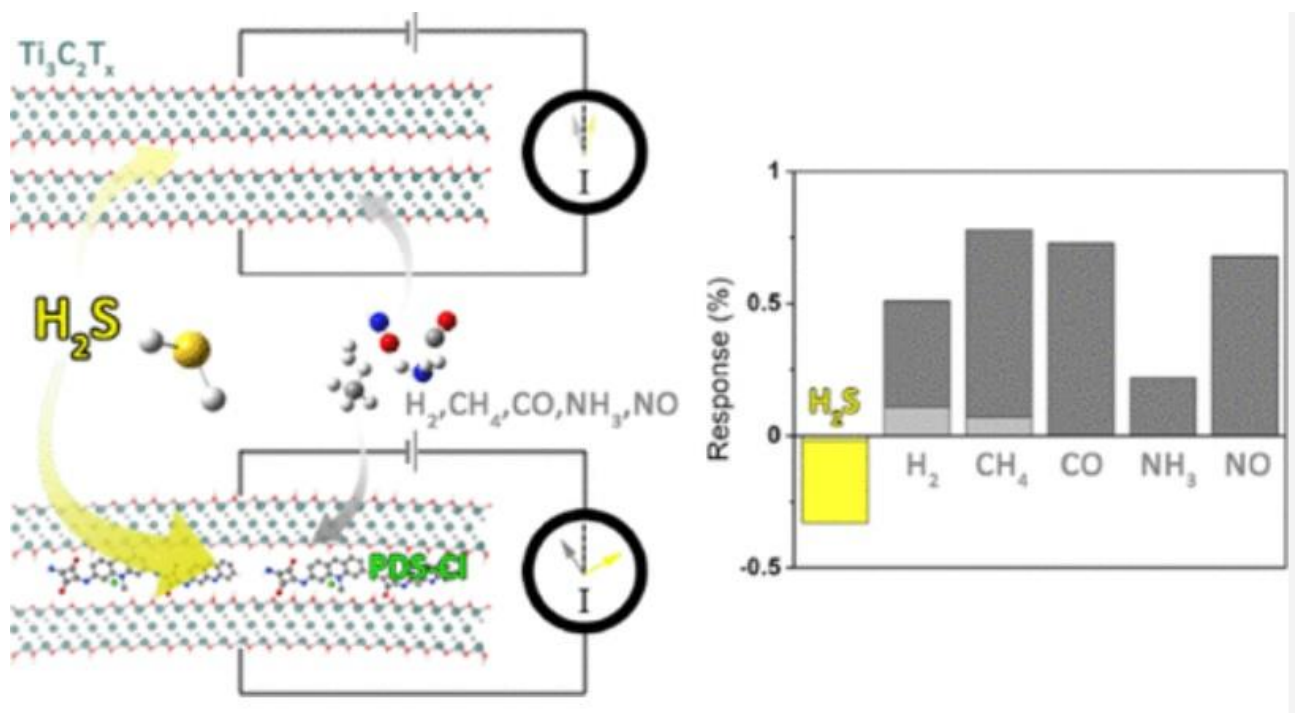 Ti₃C₂Tₓ
I
H₂S
H₂,CH₄,CO,NH₃,NO
PDS-Cl
I
Response (%)
1
0.5
0
-0.5
H₂S
H₂
CH₄
CO
NH₃
NO